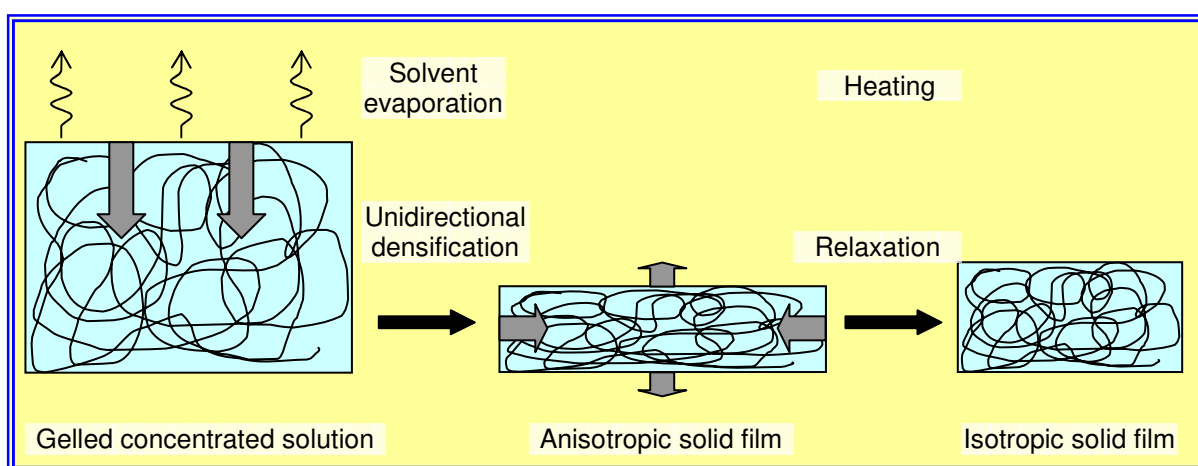 Solvent
evaporation
Heating
Unidirectional
densification
Relaxation
Gelled concentrated solution
Anisotropic solid film
Isotropic solid film